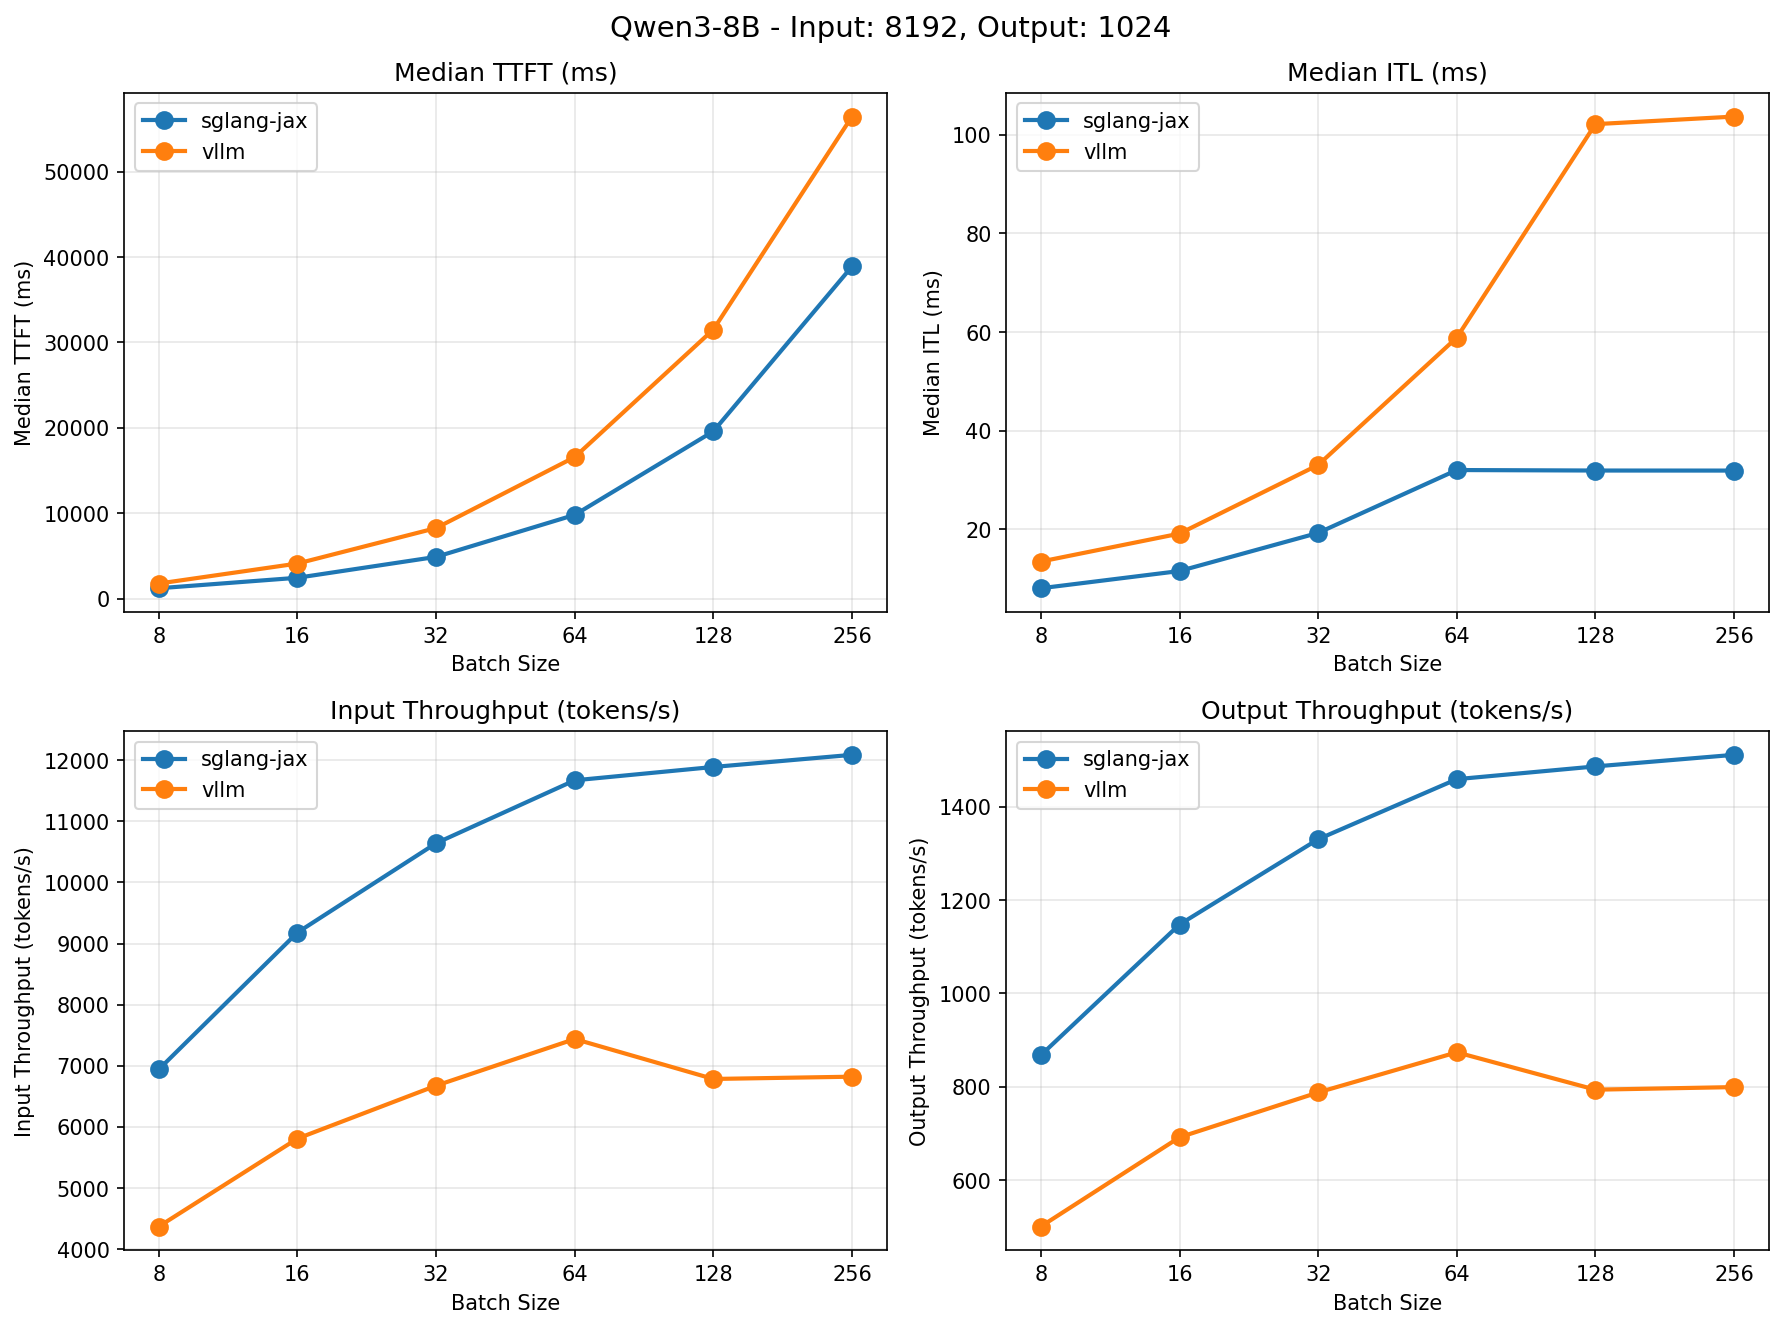 Qwen3-8B - Input: 8192, Output: 1024
Median TTFT (ms)
sglang-jax
vllm
Median TTFT (ms)
50000
40000
30000
20000
10000
0
8 16 32 64 128 256
Batch Size
Median ITL (ms)
sglang-jax
vllm
Median ITL (ms)
100
80
60
40
20
8 16 32 64 128 256
Batch Size
Input Throughput (tokens/s)
sglang-jax
vllm
Input Throughput (tokens/s)
12000
11000
10000
9000
8000
7000
6000
5000
4000
8 16 32 64 128 256
Batch Size
Output Throughput (tokens/s)
sglang-jax
vllm
Output Throughput (tokens/s)
1400
1200
1000
800
600
8 16 32 64 128 256
Batch Size